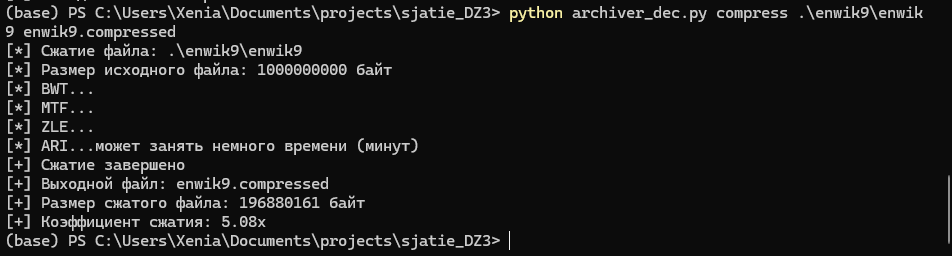 (base) PS C:\Users\Xenia\Documents\projects\sjatie_DZ3> python archiver_dec.py compress .\enwik9\enwik
9 enwik9.compressed
[*] Сжатие файла: .\enwik9\enwik9
[*] Размер исходного файла: 1000000000 байт
[*] BWT...
[*] MTF...
[*] ZLE...
[*] ARI...может занять немного времени (минут)
[+] Сжатие завершено
[+] Выходной файл: enwik9.compressed
[+] Размер сжатого файла: 196880161 байт
[+] Коэффициент сжатия: 5.08x
(base) PS C:\Users\Xenia\Documents\projects\sjatie_DZ3>